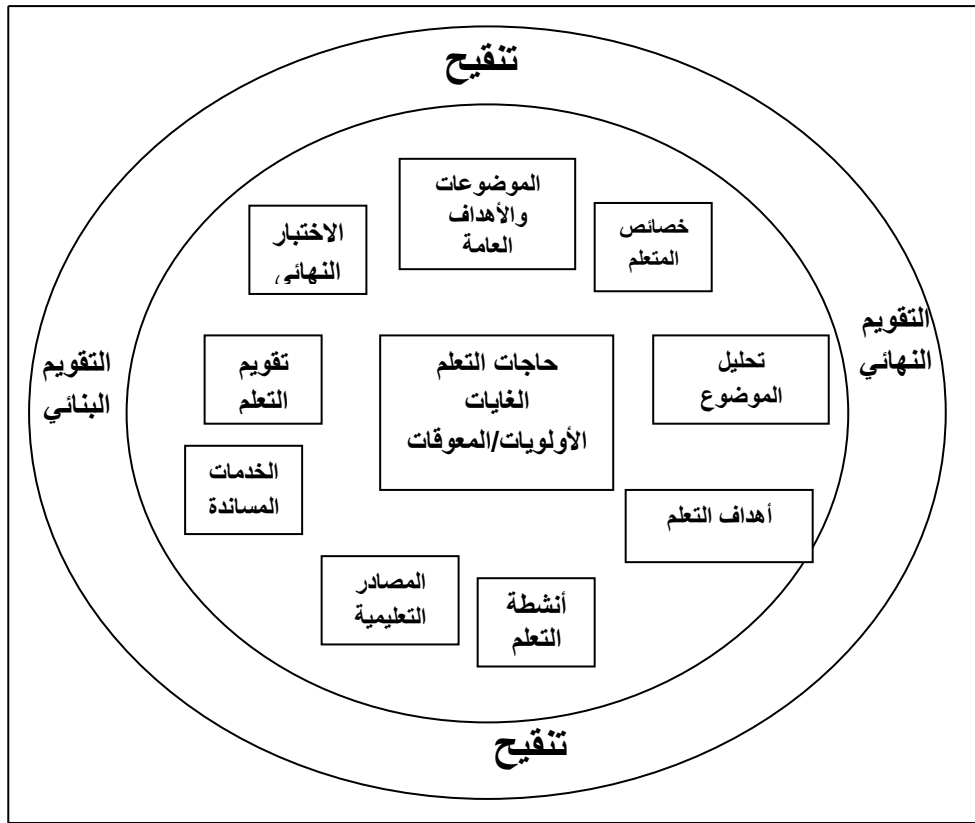 تنقيح
الموضوعات
والأهداف
العامة
خصائص
المتعلم
الاختبار
النهائي
التقويم
النهائي
تحليل
الموضوع
حاجات التعلم
الغايات
الأولويات/المعوقات
تقويم
التعلم
التقويم
البنائي
الخدمات
المساندة
أهداف التعلم
المصادر
التعليمية
أنشطة
التعلم
تنقيح